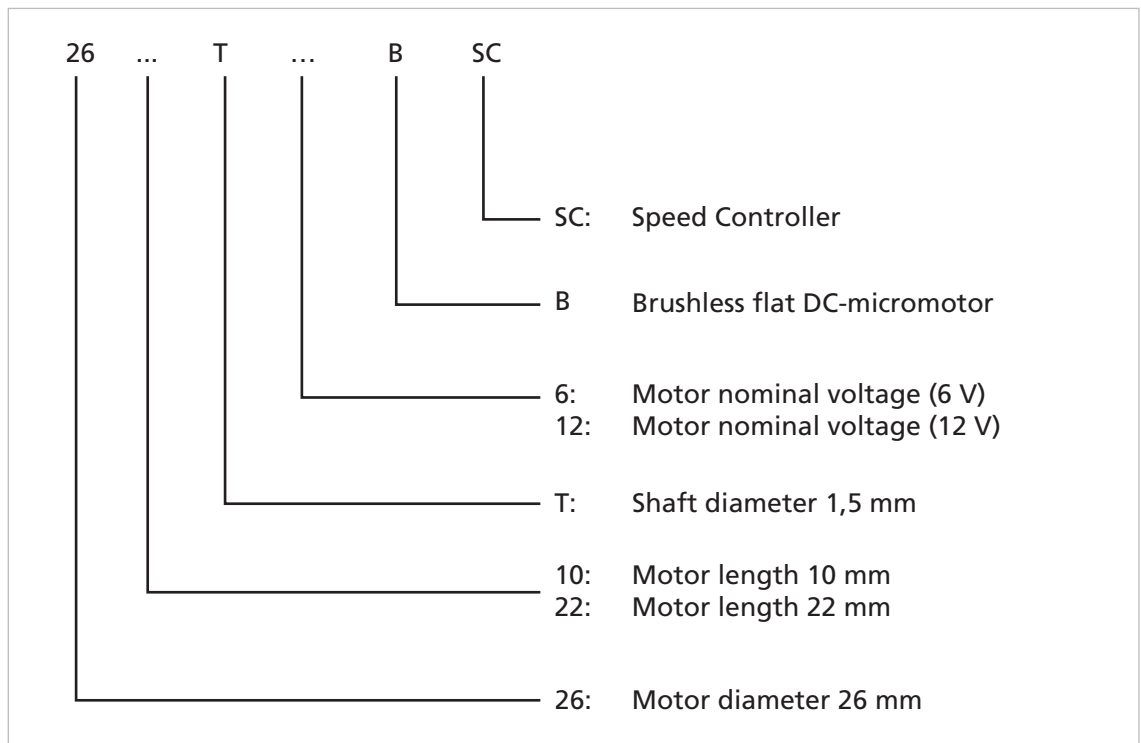 26 ... T ... B SC
SC: Speed Controller
B Brushless flat DC-micromotor
6: Motor nominal voltage (6 V)
12: Motor nominal voltage (12 V)
T: Shaft diameter 1,5 mm
10: Motor length 10 mm
22: Motor length 22 mm
26: Motor diameter 26 mm